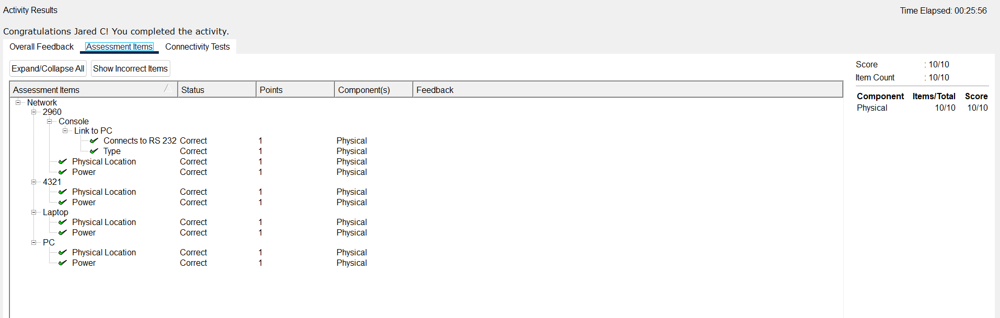 Activity Results
Time Elapsed: 00:25:56
Congratulations Jared C! You completed the activity.
Overall Feedback Assessment Items Connectivity Tests
Expand/Collapse All Show Incorrect Items
Assessment Items Status Points Component(s) Feedback
Network
2960
Console
Link to PC
Connects to RS 232 Correct 1 Physical
Type Correct 1 Physical
Physical Location Correct 1 Physical
Power Correct 1 Physical
4321
Physical Location Correct 1 Physical
Power Correct 1 Physical
Laptop
Physical Location Correct 1 Physical
Power Correct 1 Physical
PC
Physical Location Correct 1 Physical
Power Correct 1 Physical
Score : 10/10
Item Count : 10/10
Component Items/Total Score
Physical 10/10 10/10